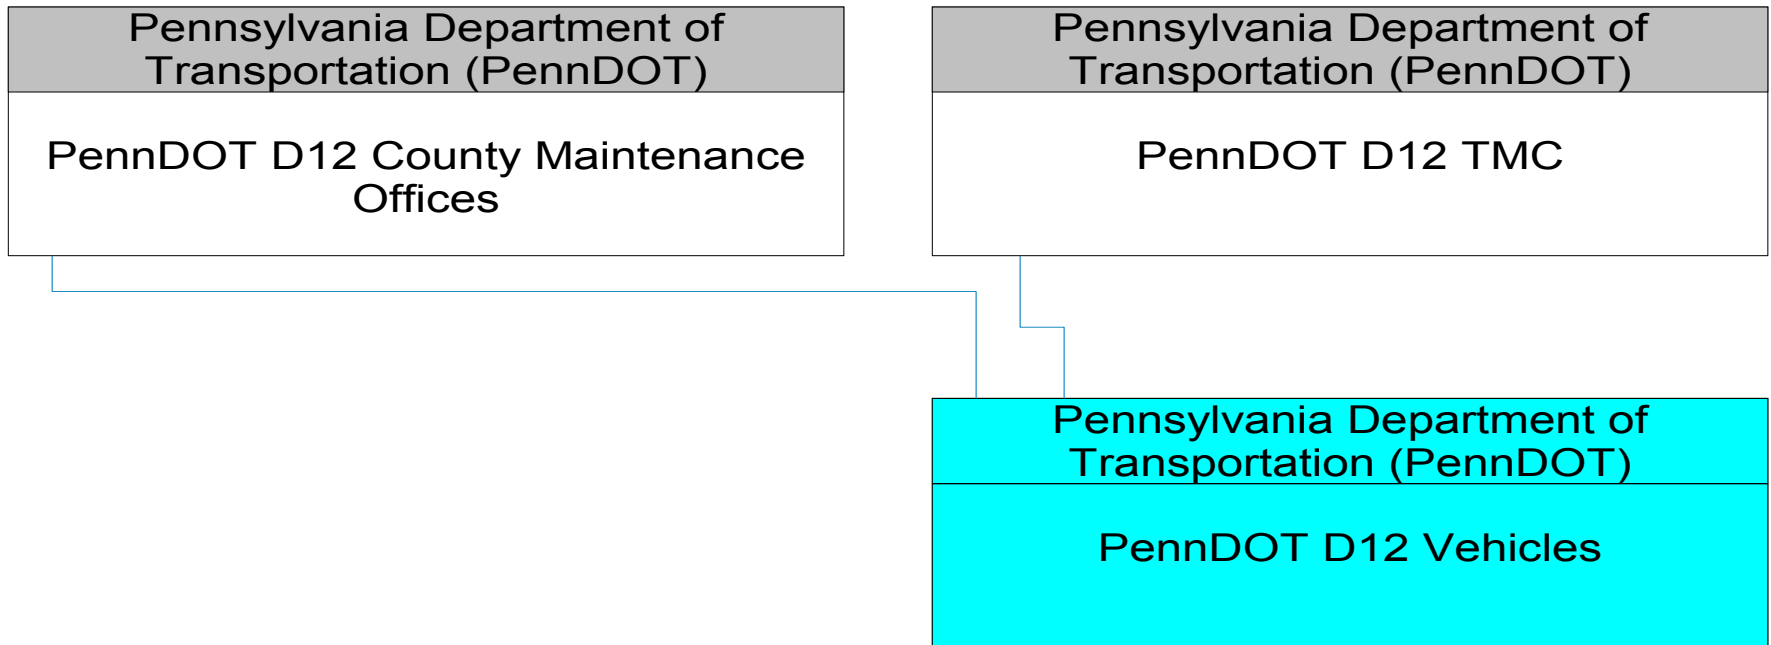 Pennsylvania Department of
Transportation (PennDOT)
PennDOT D12 County Maintenance
Offices
Pennsylvania Department of
Transportation (PennDOT)
PennDOT D12 TMC
Pennsylvania Department of
Transportation (PennDOT)
PennDOT D12 Vehicles